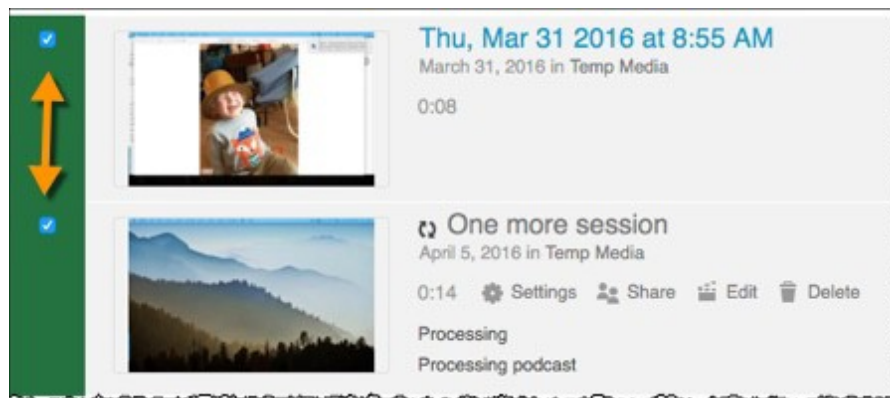 Thu, Mar 31 2016 at 8:55 AM
March 31, 2016 in Temp Media
0:08
One more session
April 5, 2016 in Temp Media
0:14 Settings Share Edit Delete
Processing
Processing podcast